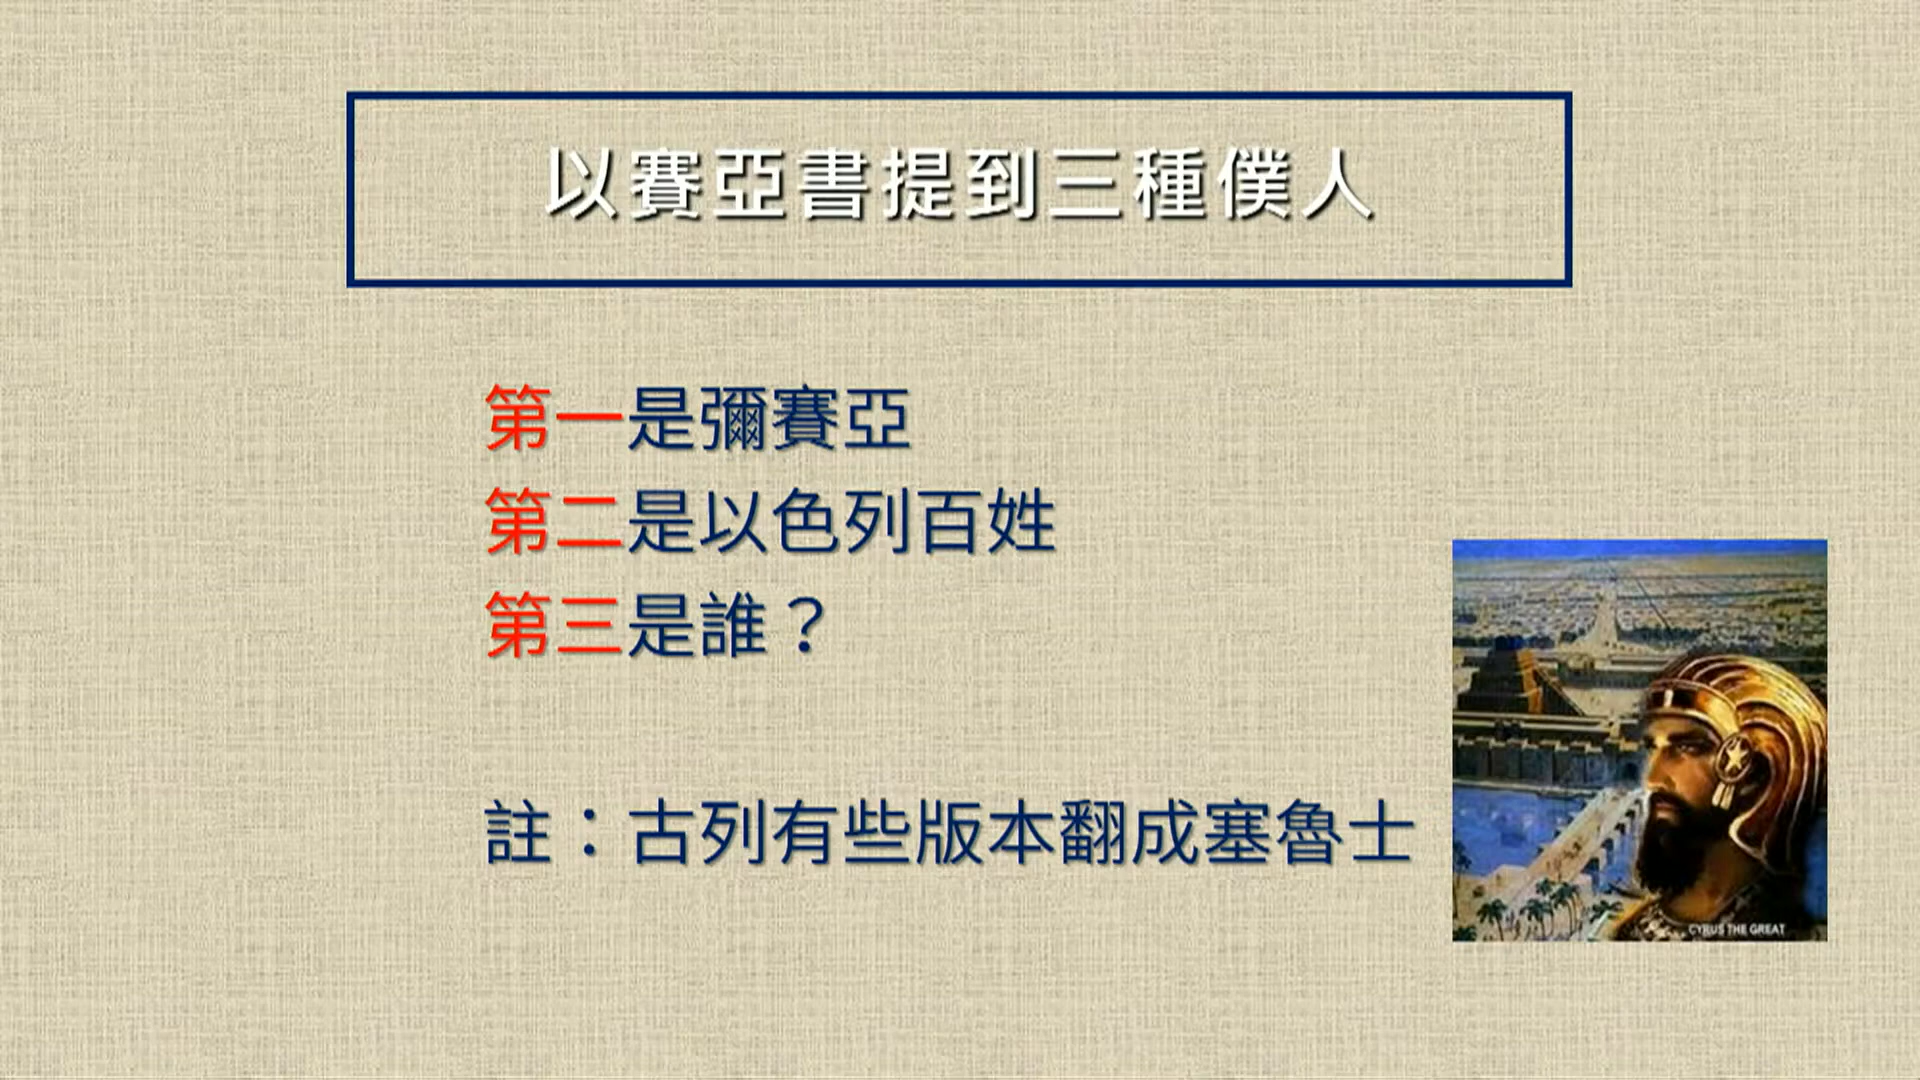 以賽亞書提到三種僕人
第一是彌賽亞
第二是以色列百姓
第三是誰？
註：古列有些版本翻成塞魯士
CYRUS THE GREAT